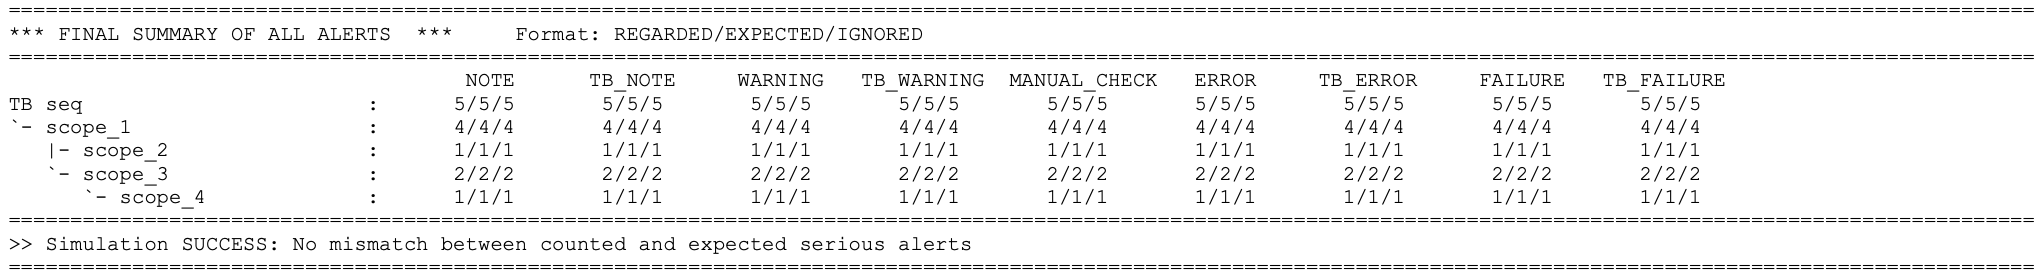 ====================================================================================================================================================================
*** FINAL SUMMARY OF ALL ALERTS  ***     Format: REGARDED/EXPECTED/IGNORED
====================================================================================================================================================================
                                     NOTE      TB_NOTE      WARNING   TB_WARNING  MANUAL_CHECK   ERROR     TB_ERROR     FAILURE   TB_FAILURE
TB seq                       :      5/5/5       5/5/5       5/5/5       5/5/5       5/5/5       5/5/5       5/5/5       5/5/5       5/5/5
`- scope_1                   :      4/4/4       4/4/4       4/4/4       4/4/4       4/4/4       4/4/4       4/4/4       4/4/4       4/4/4
   |- scope_2                :      1/1/1       1/1/1       1/1/1       1/1/1       1/1/1       1/1/1       1/1/1       1/1/1       1/1/1
   `- scope_3                :      2/2/2       2/2/2       2/2/2       2/2/2       2/2/2       2/2/2       2/2/2       2/2/2       2/2/2
      `- scope_4             :      1/1/1       1/1/1       1/1/1       1/1/1       1/1/1       1/1/1       1/1/1       1/1/1       1/1/1
====================================================================================================================================================================
>> Simulation SUCCESS: No mismatch between counted and expected serious alerts
====================================================================================================================================================================